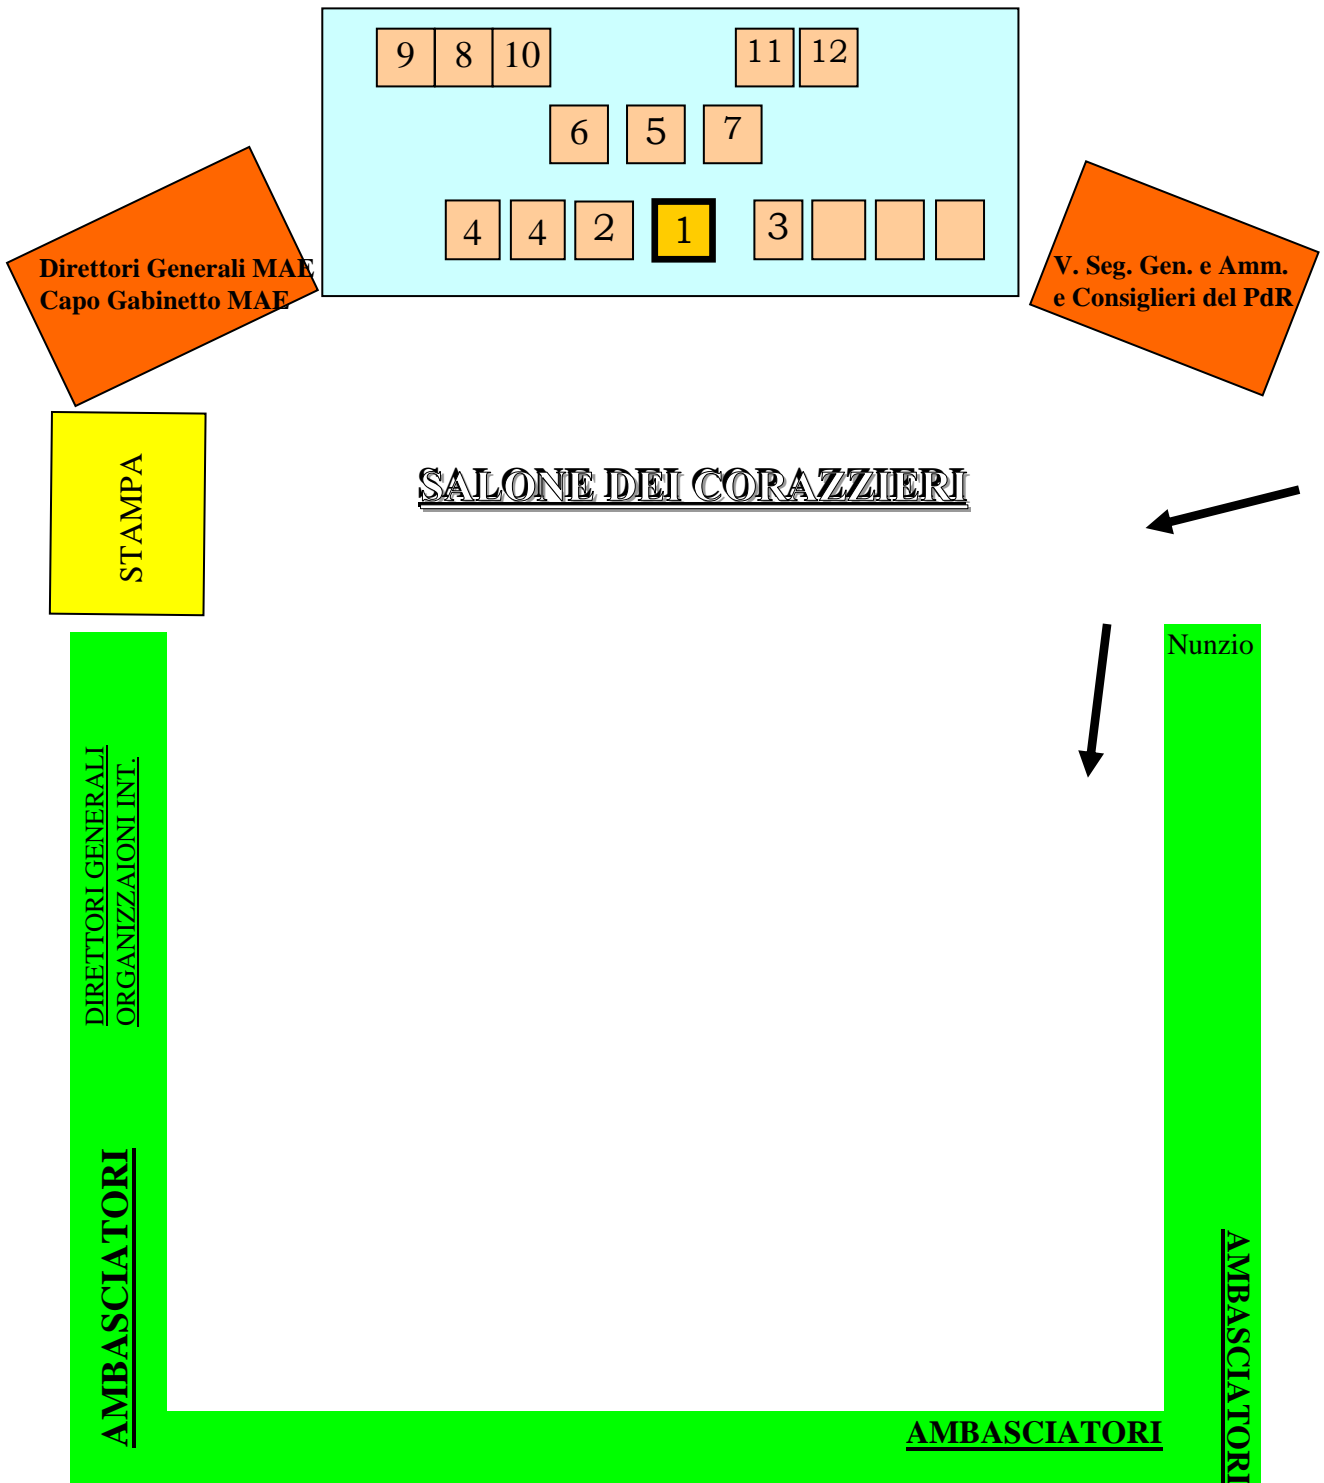 9 8 10 11 12
6 5 7
4 4 2 1 3
Direttori Generali MAE
Capo Gabinetto MAE
V. Seg. Gen. e Amm.
e Consiglieri del PdR
STAMPA
SALONE DEI CORAZZIERI
Nunzio
DIRETTORI GENERALI
ORGANIZZAIONI INT.
AMBASCIATORI
AMBASCIATORI
AMBASCIATORI